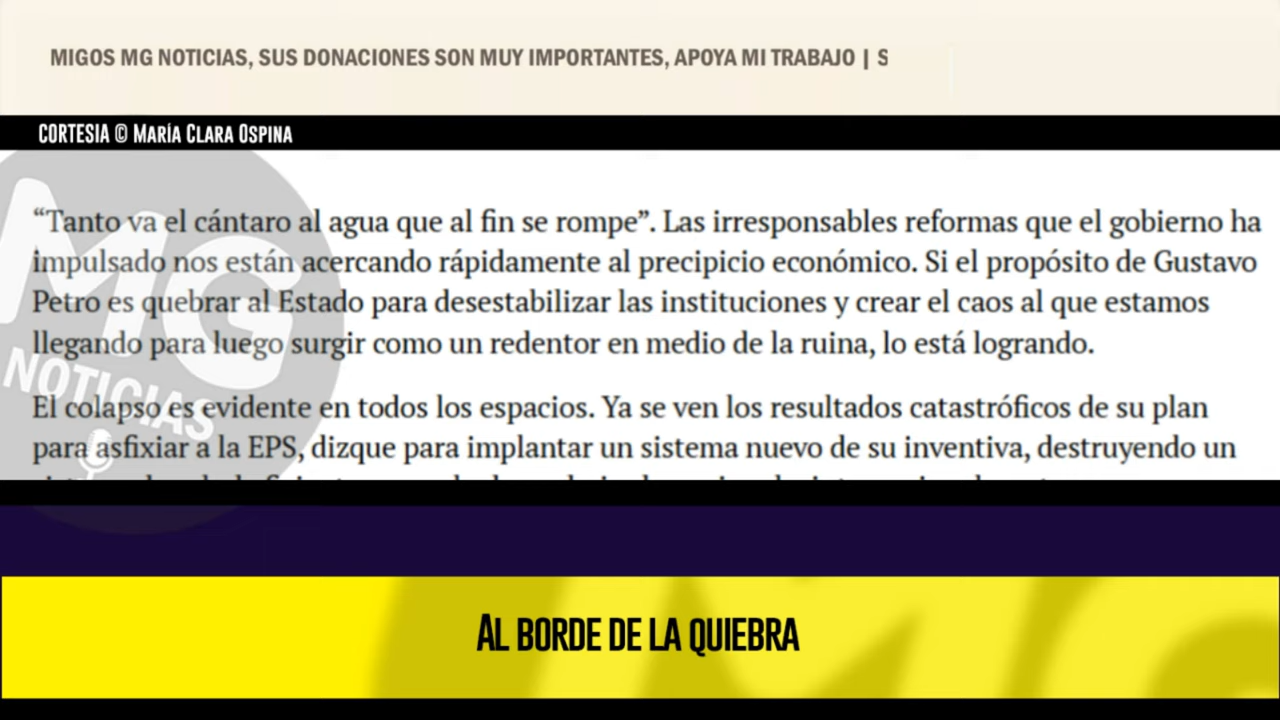 MIGOS MG NOTICIAS, SUS DONACIONES SON MUY IMPORTANTES, APOYA MI TRABAJO | S
CORTESIA © María Clara Ospina
“Tanto va el cántaro al agua que al fin se rompe”. Las irresponsables reformas que el gobierno ha
impulsado nos están acercando rápidamente al precipicio económico. Si el propósito de Gustavo
Petro es quebrar al Estado para desestabilizar las instituciones y crear el caos al que estamos
llegando para luego surgir como un redentor en medio de la ruina, lo está logrando.
El colapso es evidente en todos los espacios. Ya se ven los resultados catastróficos de su plan
para asfixiar a la EPS, dizque para implantar un sistema nuevo de su inventiva, destruyendo un
MG
NOTICIAS
Al borde de la quiebra